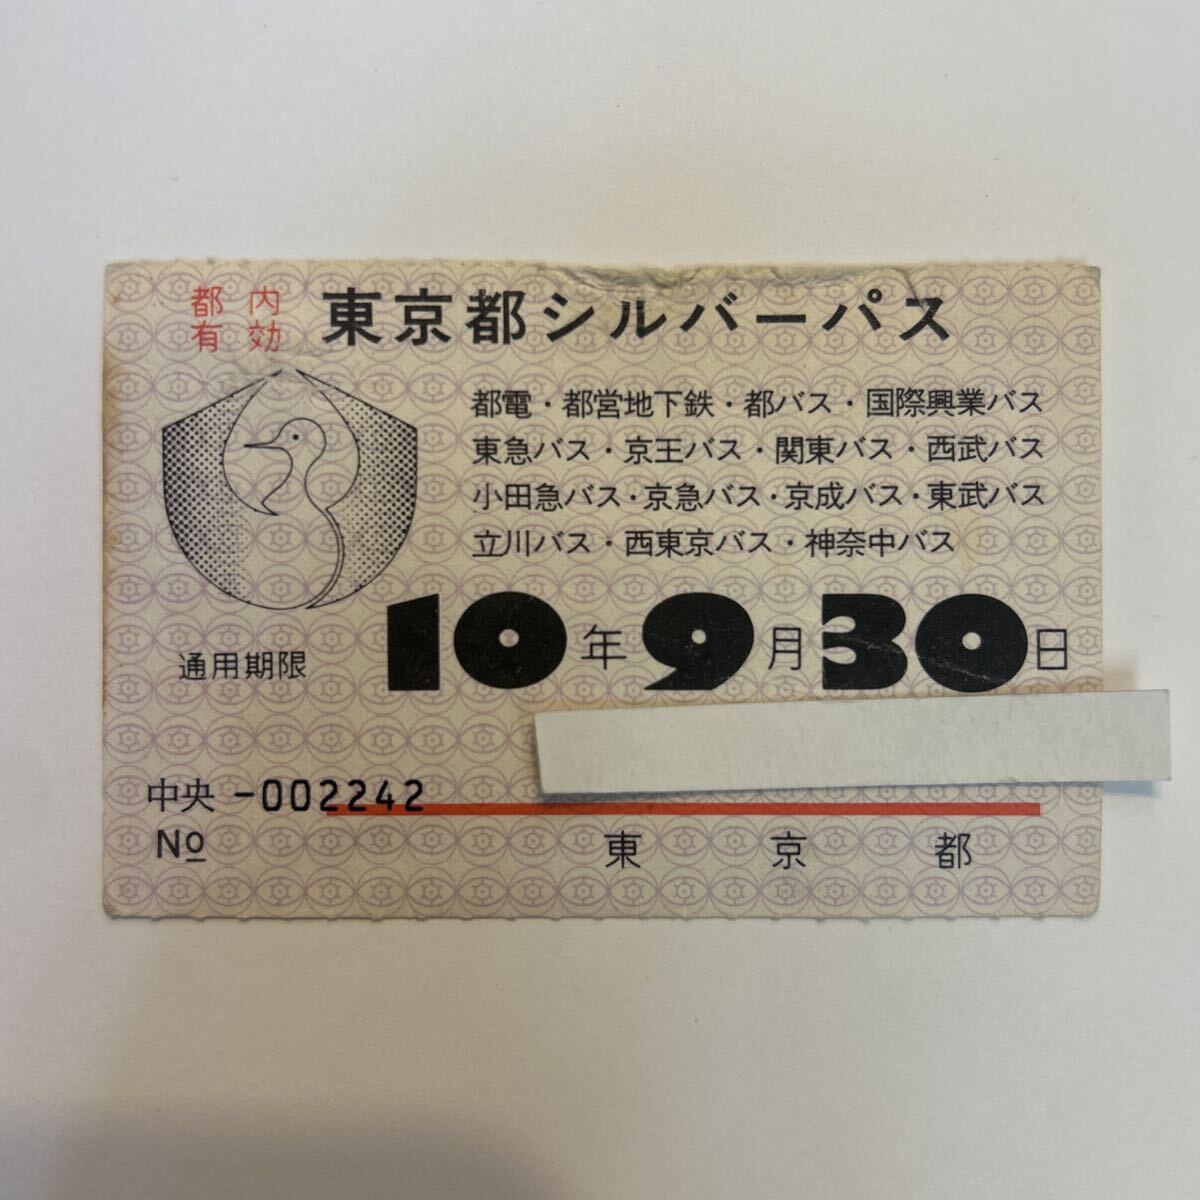 都内有効
東京都シルバーパス
都電・都営地下鉄・都バス・国際興業バス
東急バス・京王バス・関東バス・西武バス
小田急バス・京急バス・京成バス・東武バス
立川バス・西東京バス・神奈中バス
通用期限 10年9月30日
中央 -002242
No
東京都